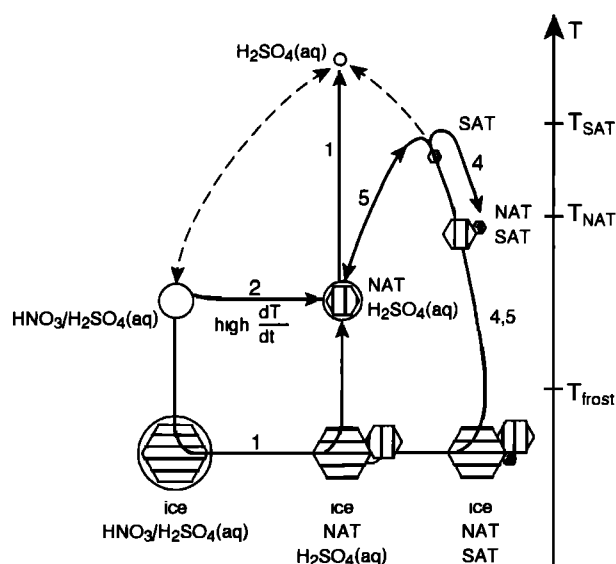 T
H2SO4(aq)
SAT
TSAT
1
4
5
NAT
SAT
TNAT
2
NAT
HNO3/H2SO4(aq)
high dT
dt
H2SO4(aq)
4,5
Tfrost
1
ice
HNO3/H2SO4(aq)
ice
NAT
H2SO4(aq)
ice
NAT
SAT